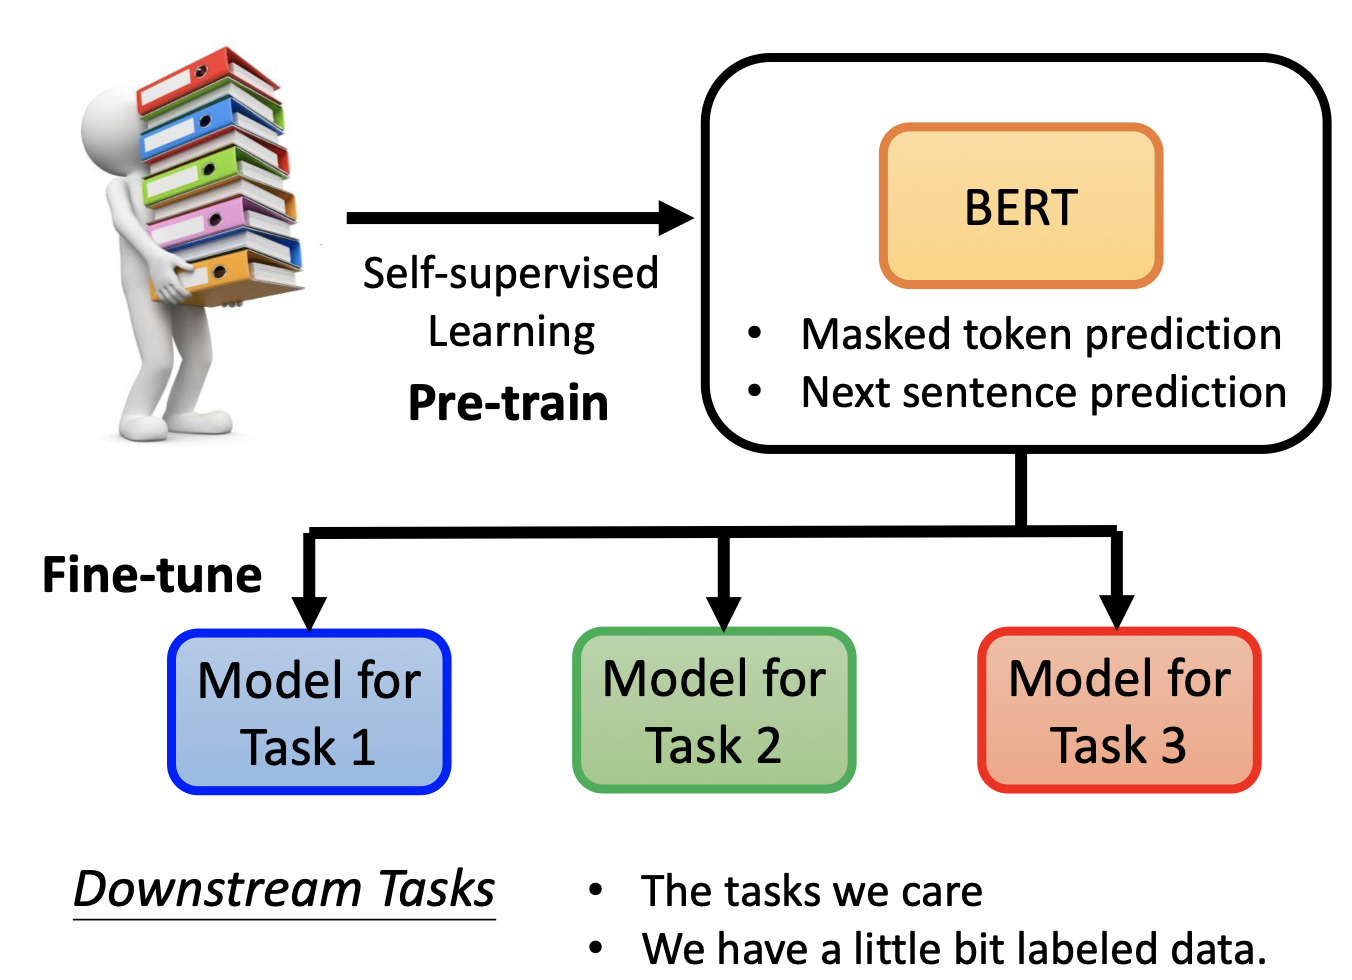 BERT
Self-supervised
Learning
Pre-train
• Masked token prediction
• Next sentence prediction
Fine-tune
Model for
Task 1
Model for
Task 2
Model for
Task 3
Downstream Tasks
• The tasks we care
• We have a little bit labeled data.